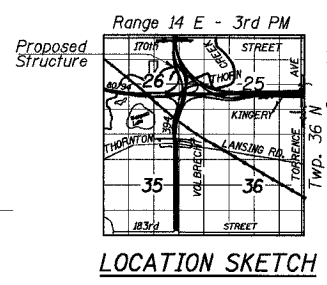 Range 14 E - 3rd PM
Proposed
Structure
170th STREET
CREEK
THORN
26
25
AVE
80/94
KINGERY
394
THORNTON
LANSING RD.
VOLBRECHT
TORRENCE
Twp. 36 N
35
36
183rd STREET
LOCATION SKETCH